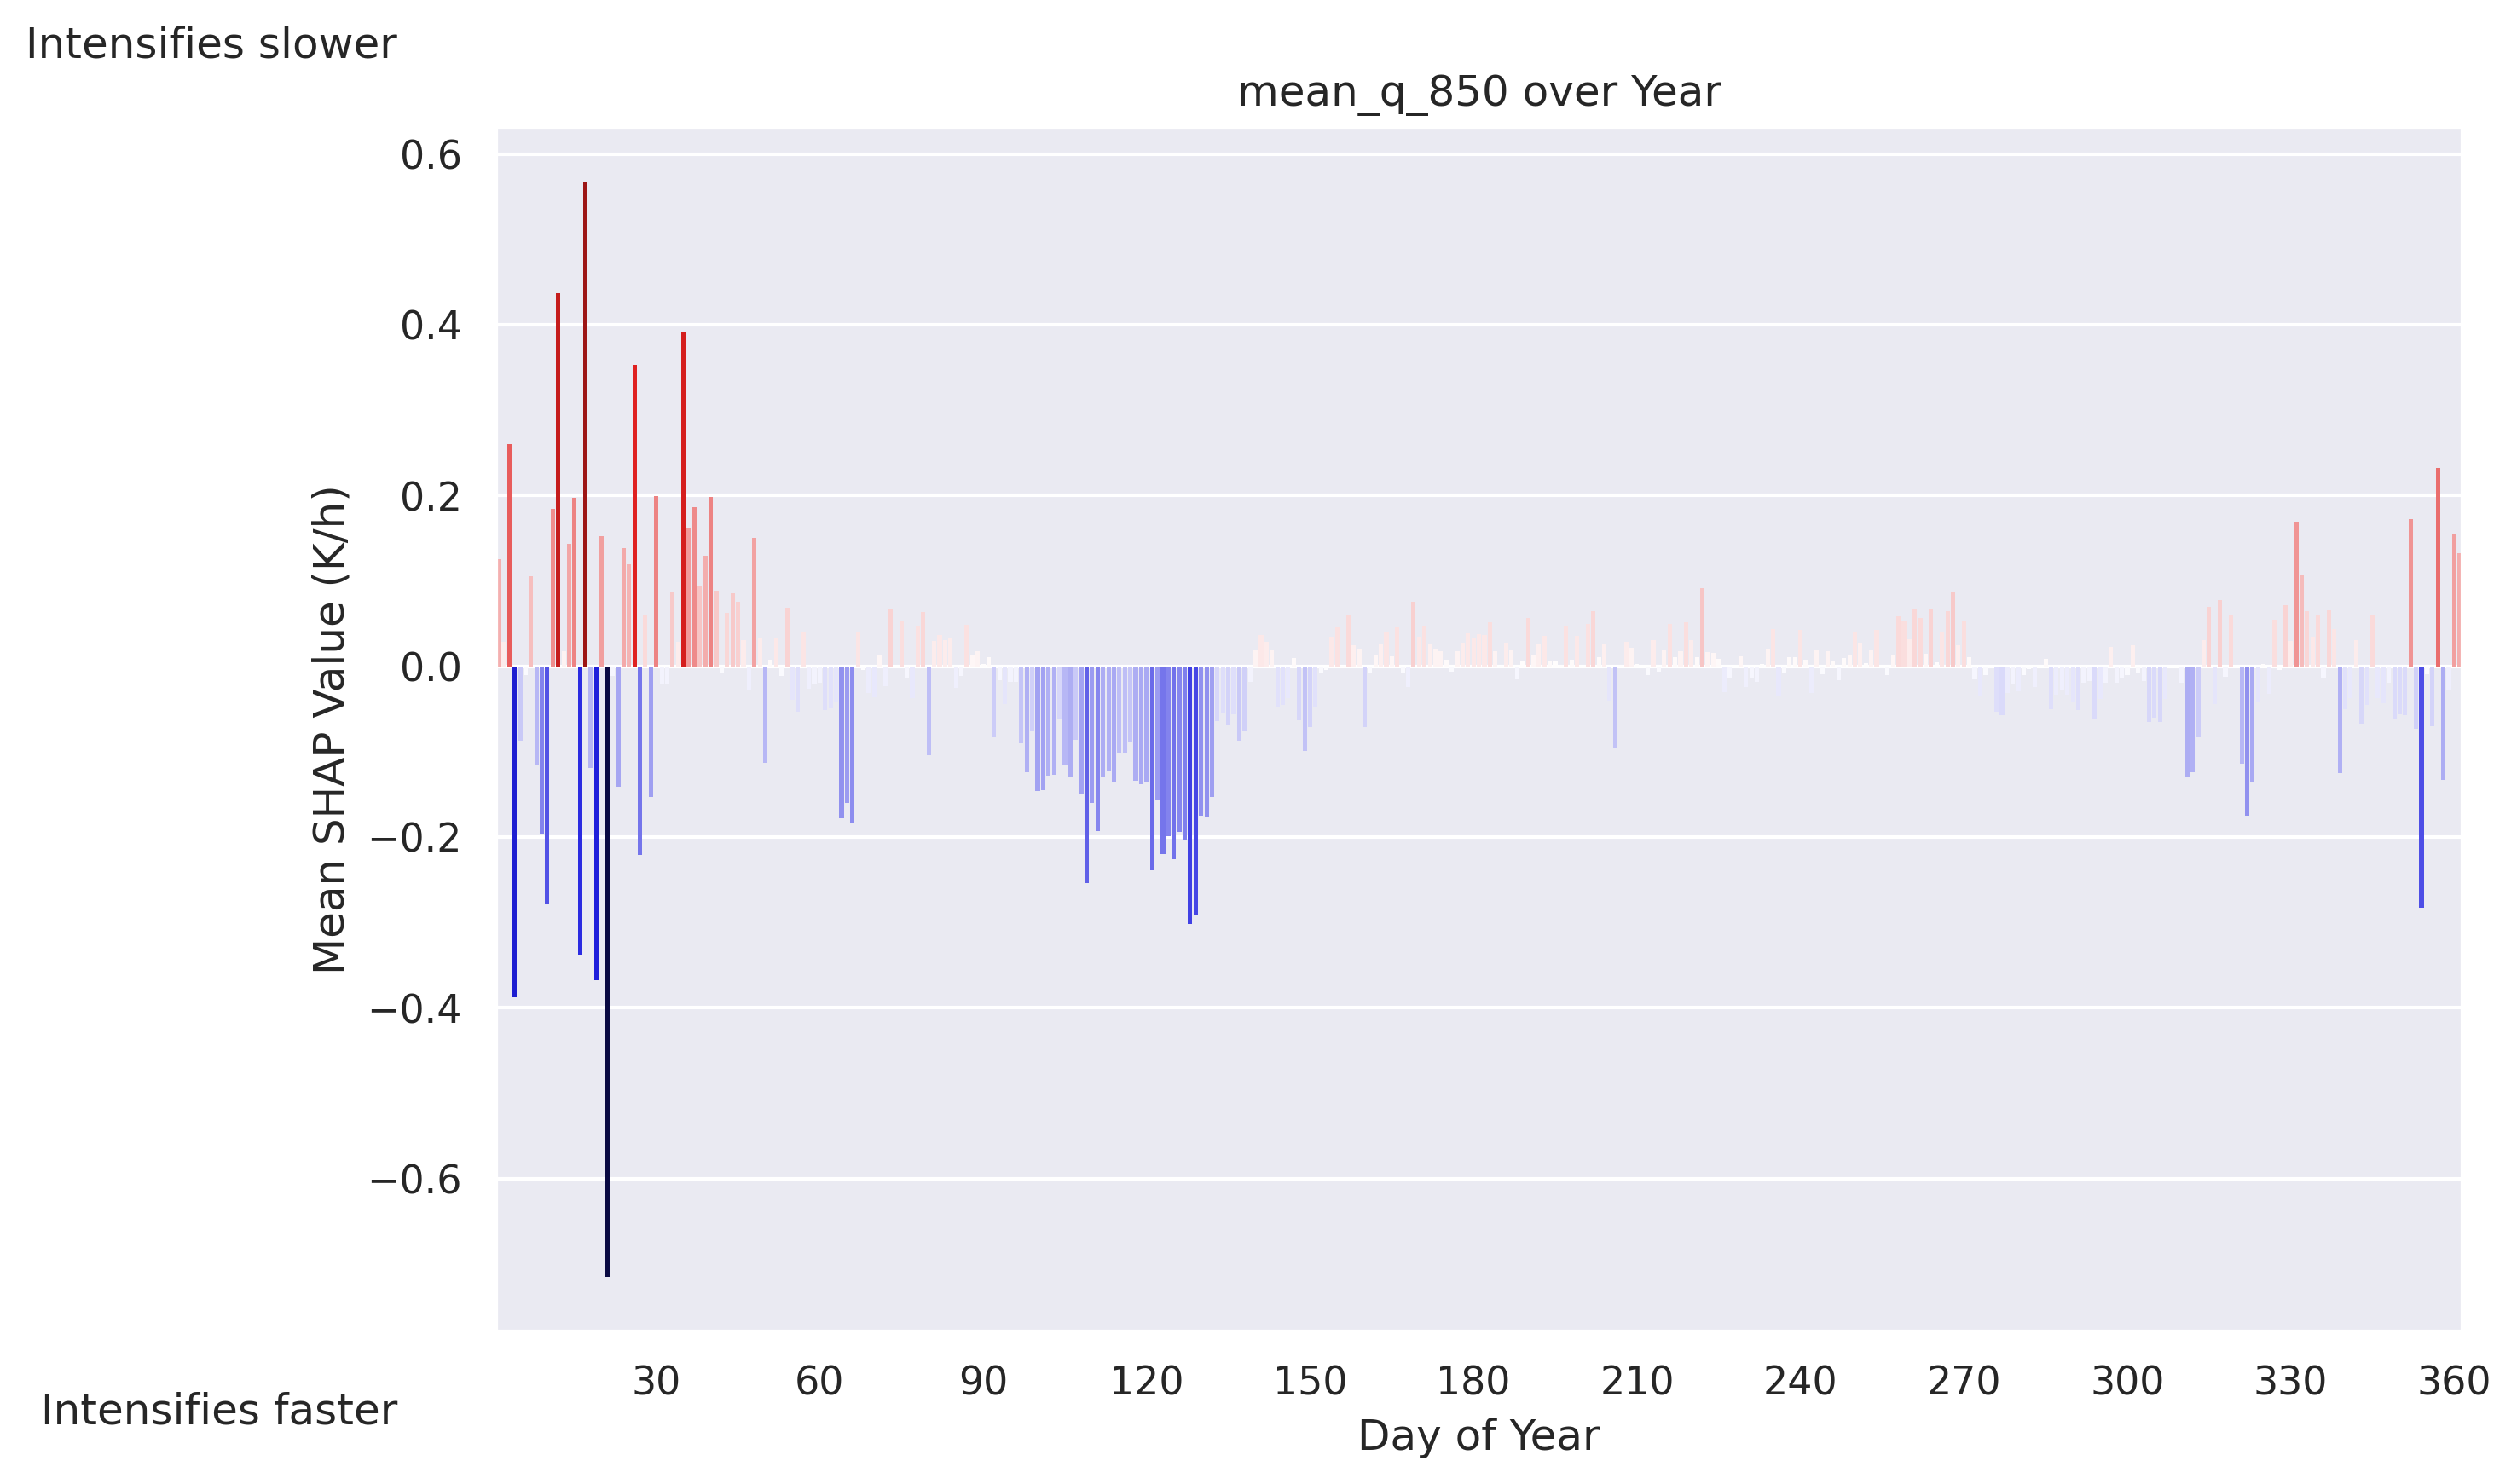 Intensifies slower
mean_q_850 over Year
0.6
0.4
0.2
0.0
−0.2
−0.4
−0.6
Mean SHAP Value (K/h)
30 60 90 120 150 180 210 240 270 300 330 360
Intensifies faster
Day of Year